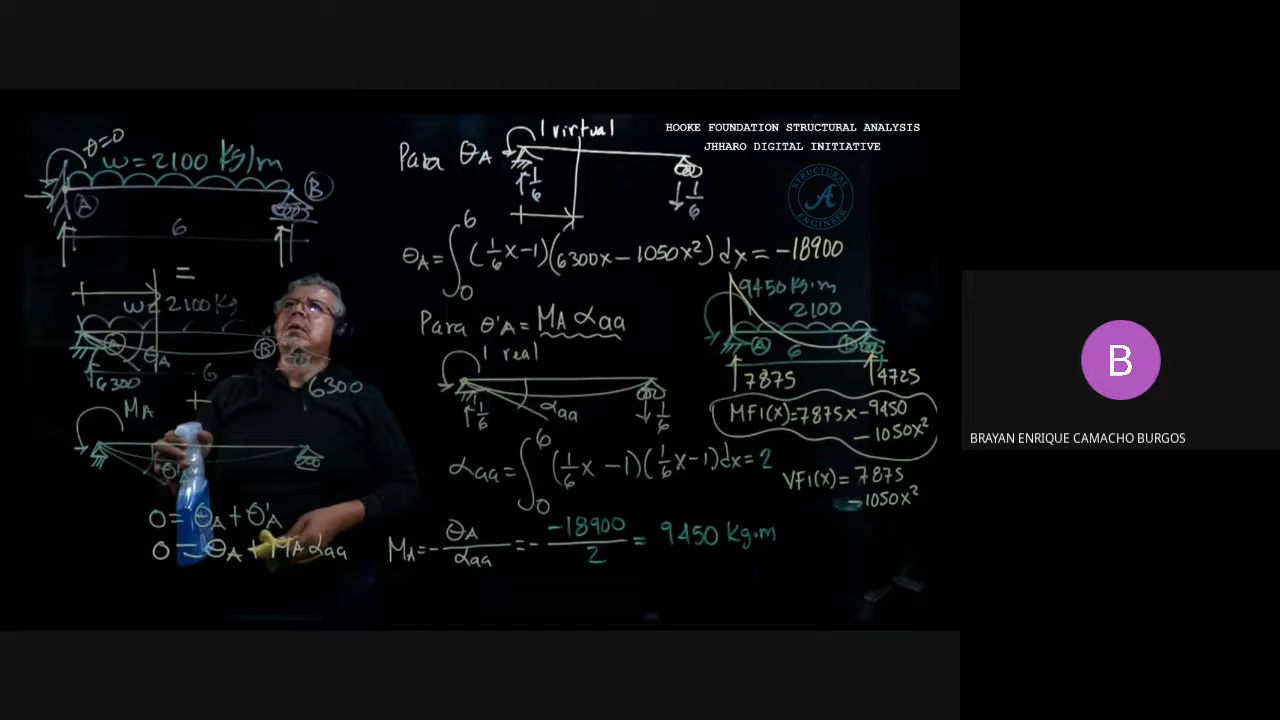 HOOKE FOUNDATION STRUCTURAL ANALYSIS
JHHARO DIGITAL INITIATIVE
STRUCTURAL
A
ENGINEER
θ=0
w=2100 KG/m
A
B
6
=
w=2100 Kg
A
θA
B
6300
6
6300
+
MA
θ'A
0=θA+θ'A
0=θA+MA αaa
Para θA
1 virtual
1/6
1/6
θA=∫₀⁶(1/6x-1)(6300x-1050x²)dx=-18900
Para θ'A=MA αaa
1 real
αaa
1/6
1/6
αaa=∫₀⁶(1/6x-1)(1/6x-1)dx=2
MA=-θA/αaa=-(-18900)/2=9450 Kg.m
9450 KG.m
2100
A
6
B
7875
4725
MF1(x)=7875x-9450
-1050x²
VF1(x)=7875
-1050x²
B
BRAYAN ENRIQUE CAMACHO BURGOS